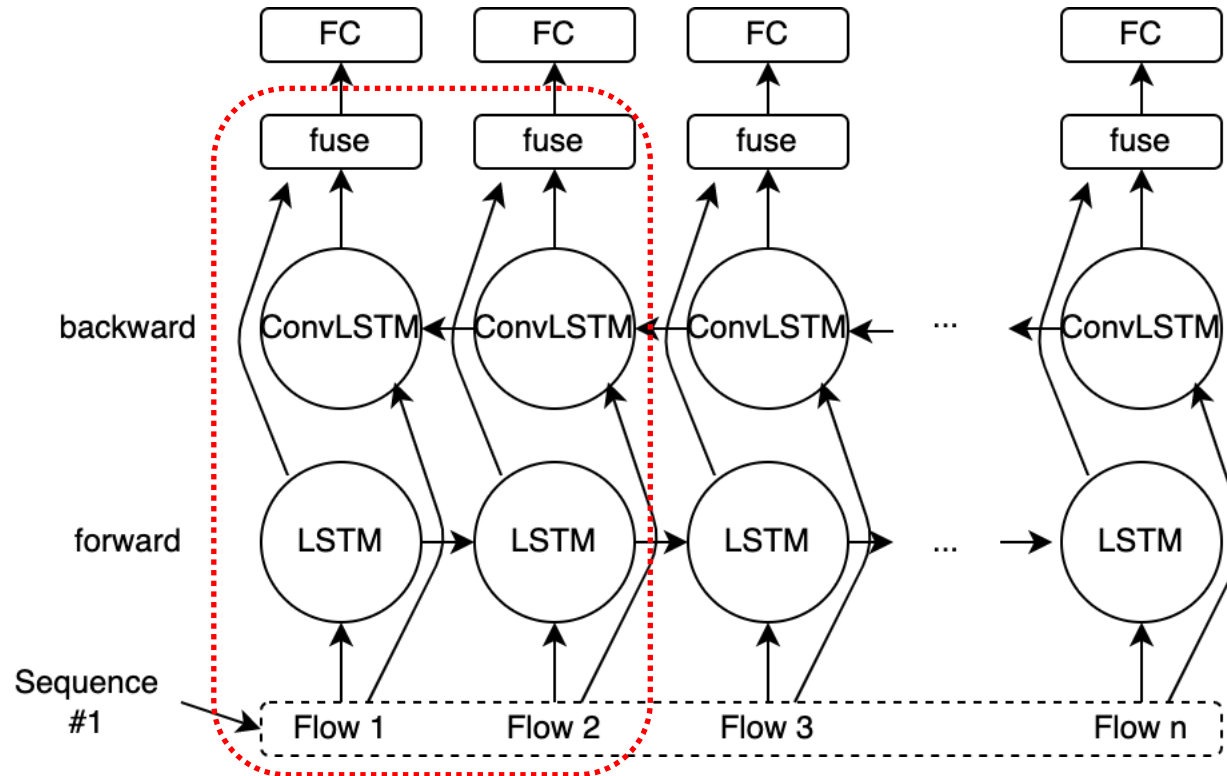 FC FC FC FC
fuse fuse fuse fuse
backward ConvLSTM ConvLSTM ConvLSTM ... ConvLSTM
forward LSTM LSTM LSTM ... LSTM
Sequence
#1
Flow 1 Flow 2 Flow 3 Flow n